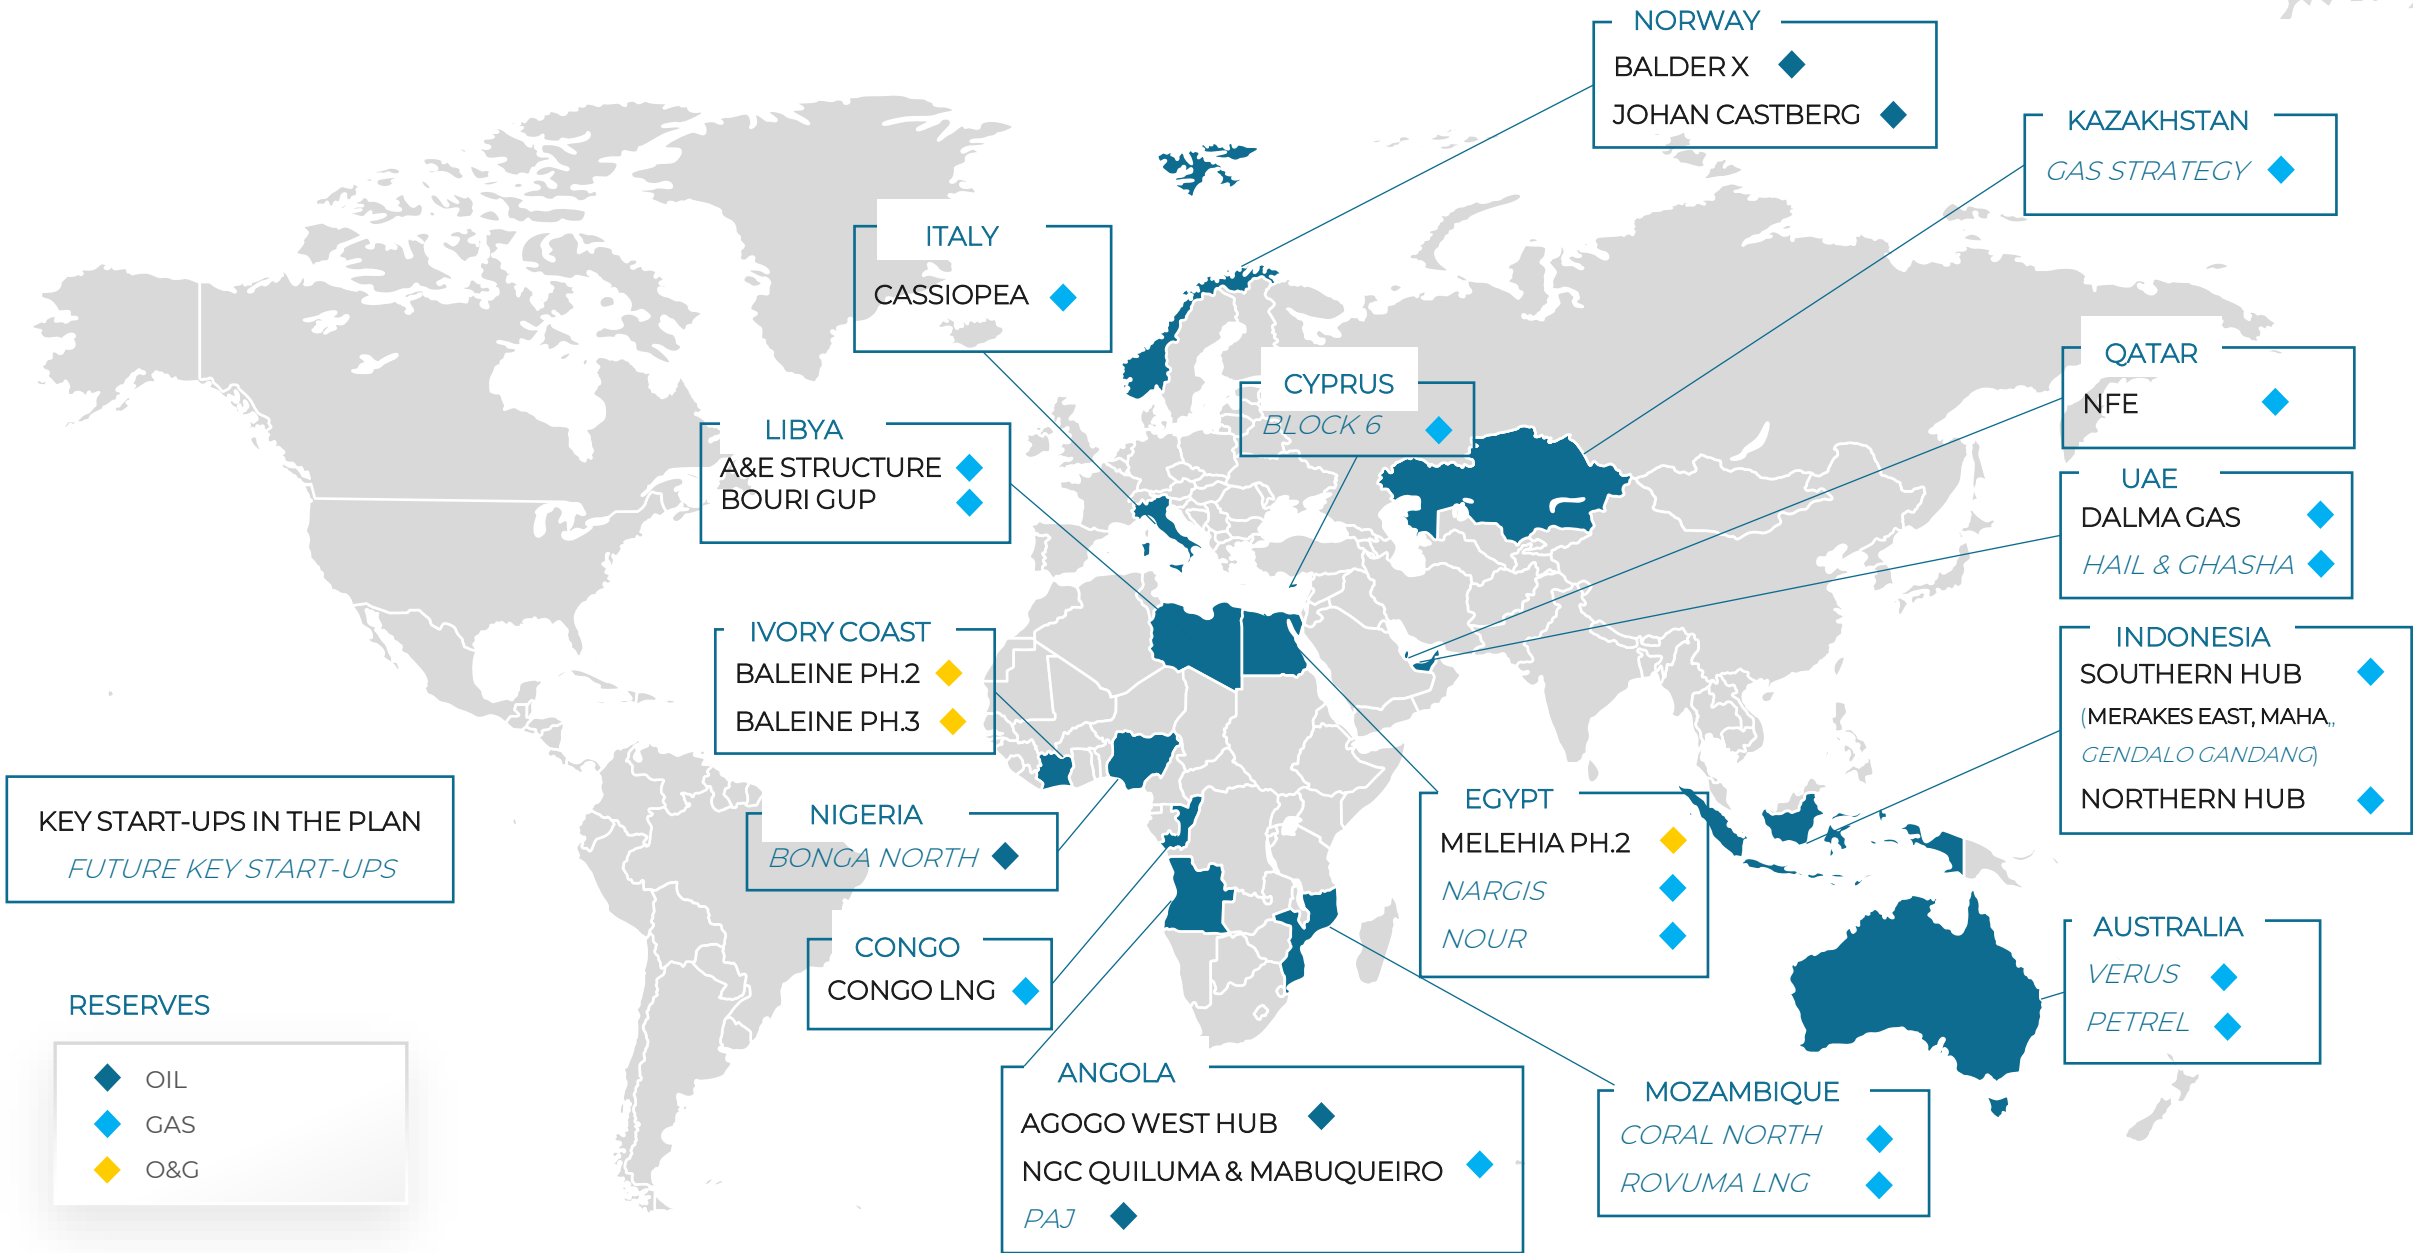 NORWAY
BALDER X
JOHAN CASTBERG
KAZAKHSTAN
GAS STRATEGY
ITALY
CASSIOPEA
QATAR
NFE
CYPRUS
BLOCK 6
LIBYA
A&E STRUCTURE
BOURI GUP
UAE
DALMA GAS
HAIL & GHASHA
IVORY COAST
BALEINE PH.2
BALEINE PH.3
INDONESIA
SOUTHERN HUB
(MERAKES EAST, MAHA,,
GENDALO GANDANG)
NORTHERN HUB
KEY START-UPS IN THE PLAN
FUTURE KEY START-UPS
NIGERIA
BONGA NORTH
EGYPT
MELEHIA PH.2
NARGIS
NOUR
CONGO
CONGO LNG
AUSTRALIA
VERUS
PETREL
RESERVES
OIL
GAS
O&G
ANGOLA
AGOGO WEST HUB
NGC QUILUMA & MABUQUEIRO
PAJ
MOZAMBIQUE
CORAL NORTH
ROVUMA LNG